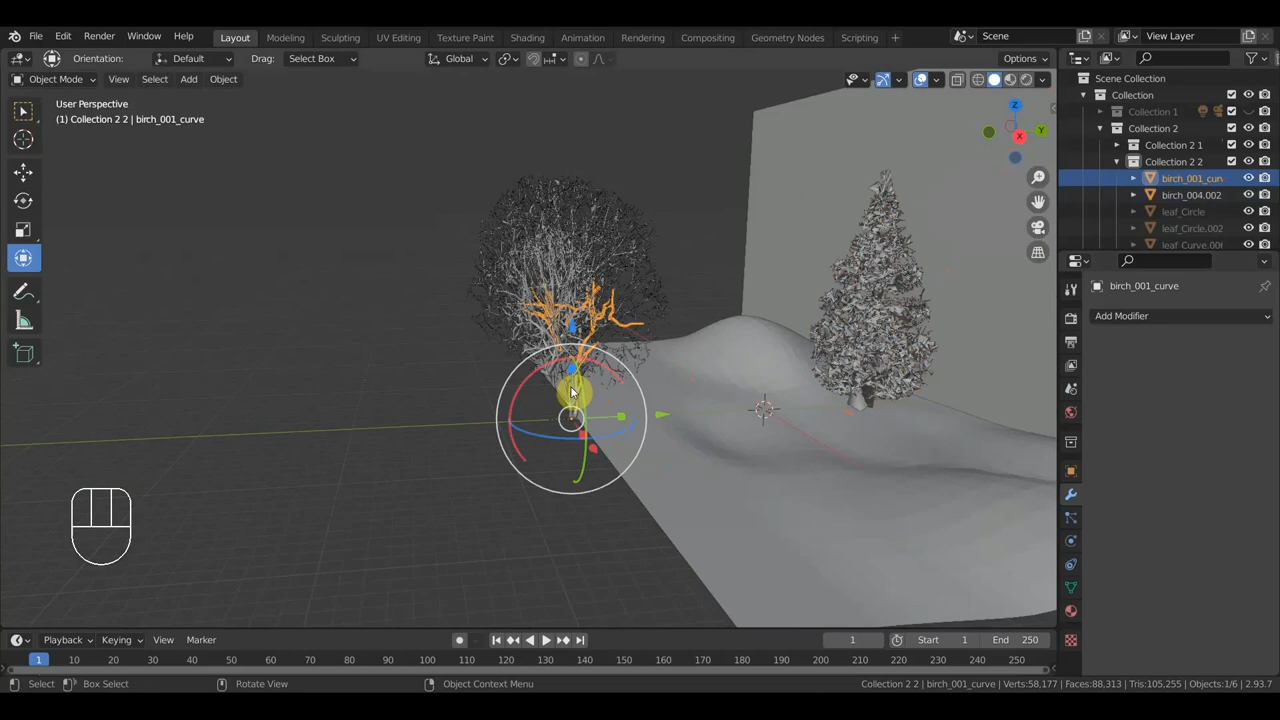 File Edit Render Window Help Layout Modeling Sculpting UV Editing Texture Paint Shading Animation Rendering Compositing Geometry Nodes Scripting + Scene View Layer
Orientation: Default Drag: Select Box Global Options
Object Mode View Select Add Object
User Perspective
(1) Collection 2 2 | birch_001_curve
Z
Y
X
Scene Collection
Collection
Collection 1
Collection 2
Collection 2 1
Collection 2 2
birch_001_curv
birch_004.002
leaf_Circle
leaf_Circle.002
leaf_Curve.006
birch_001_curve
Add Modifier
Playback Keying View Marker 1 Start 1 End 250
1 10 20 30 40 50 60 70 80 90 100 110 120 130 140 150 160 170 180 190 200 210 220 230 240 250
Select Box Select Rotate View Object Context Menu Collection 2 2 | birch_001_curve | Verts:58,177 | Faces:88,313 | Tris:105,255 | Objects:1/6 | 2.93.7